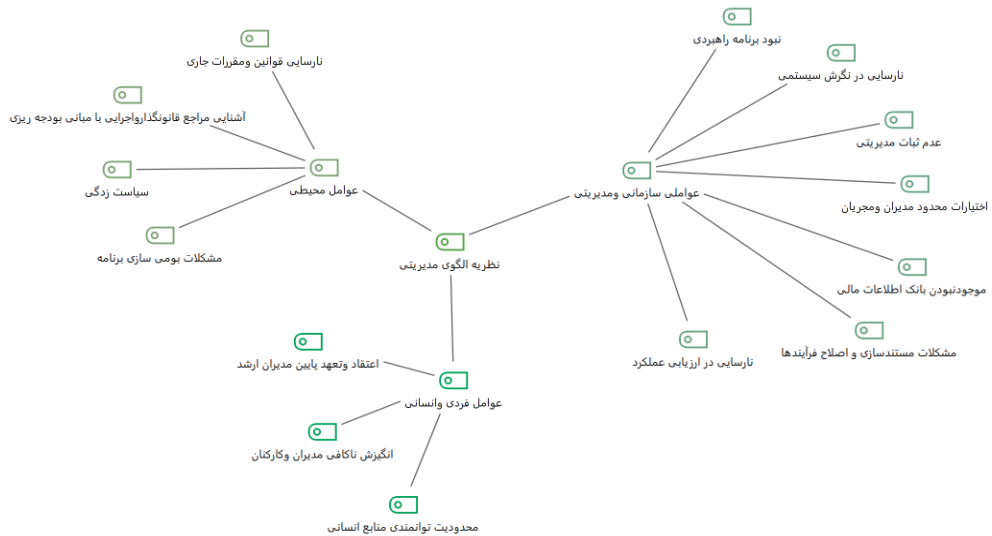 نبود برنامه راهبردی
نارسایی قوانین ومقررات جاری
نارسایی در نگرش سیستمی
آشنایی مراجع قانونگذارواجرایی با مبانی بودجه ریزی
عدم ثبات مدیریتی
عوامل محیطی
سیاست زدگی
عواملی سازمانی ومدیریتی
اختیارات محدود مدیران ومجریان
مشکلات بومی سازی برنامه
نظریه الگوی مدیریتی
موجودنبودن بانک اطلاعات مالی
مشکلات مستندسازی و اصلاح فرآیندها
نارسایی در ارزیابی عملکرد
اعتقاد وتعهد پایین مدیران ارشد
عوامل فردی وانسانی
انگیزش ناکافی مدیران وکارکنان
محدودیت توانمندی منابع انسانی